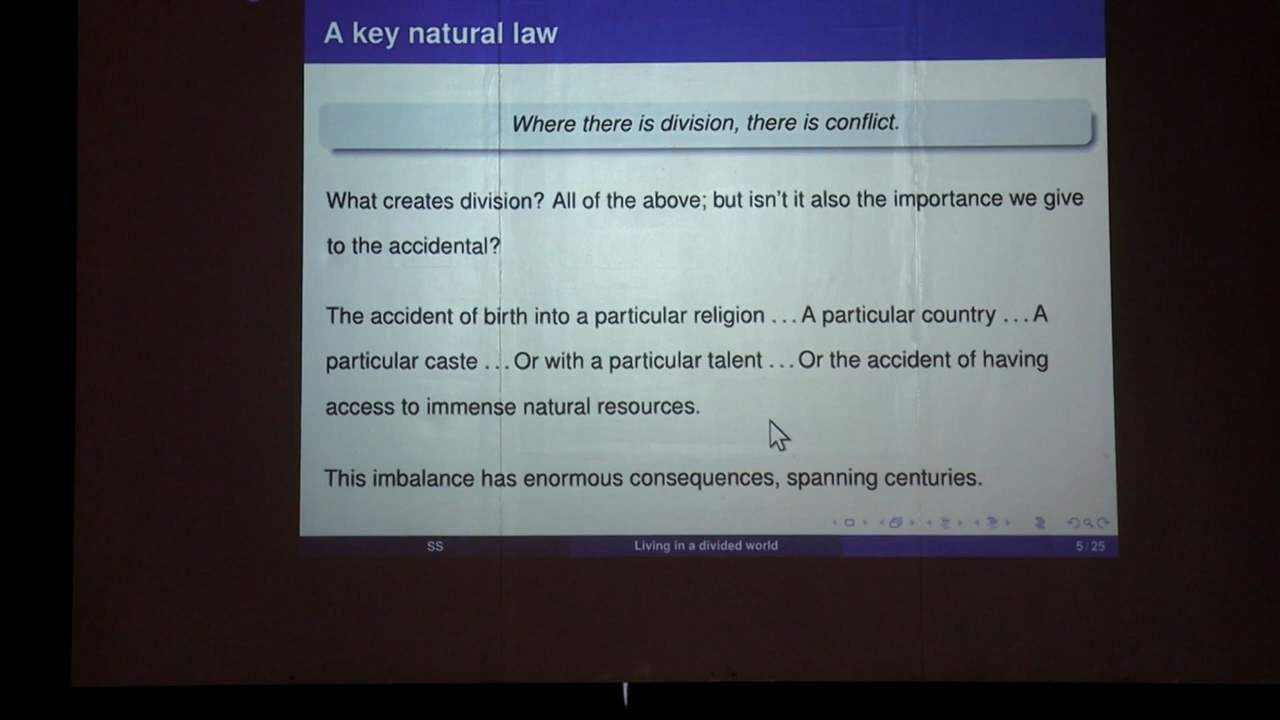 A key natural law
Where there is division, there is conflict.
What creates division? All of the above; but isn't it also the importance we give
to the accidental?
The accident of birth into a particular religion ... A particular country ... A
particular caste ... Or with a particular talent ... Or the accident of having
access to immense natural resources.
This imbalance has enormous consequences, spanning centuries.
SS
Living in a divided world
5/25